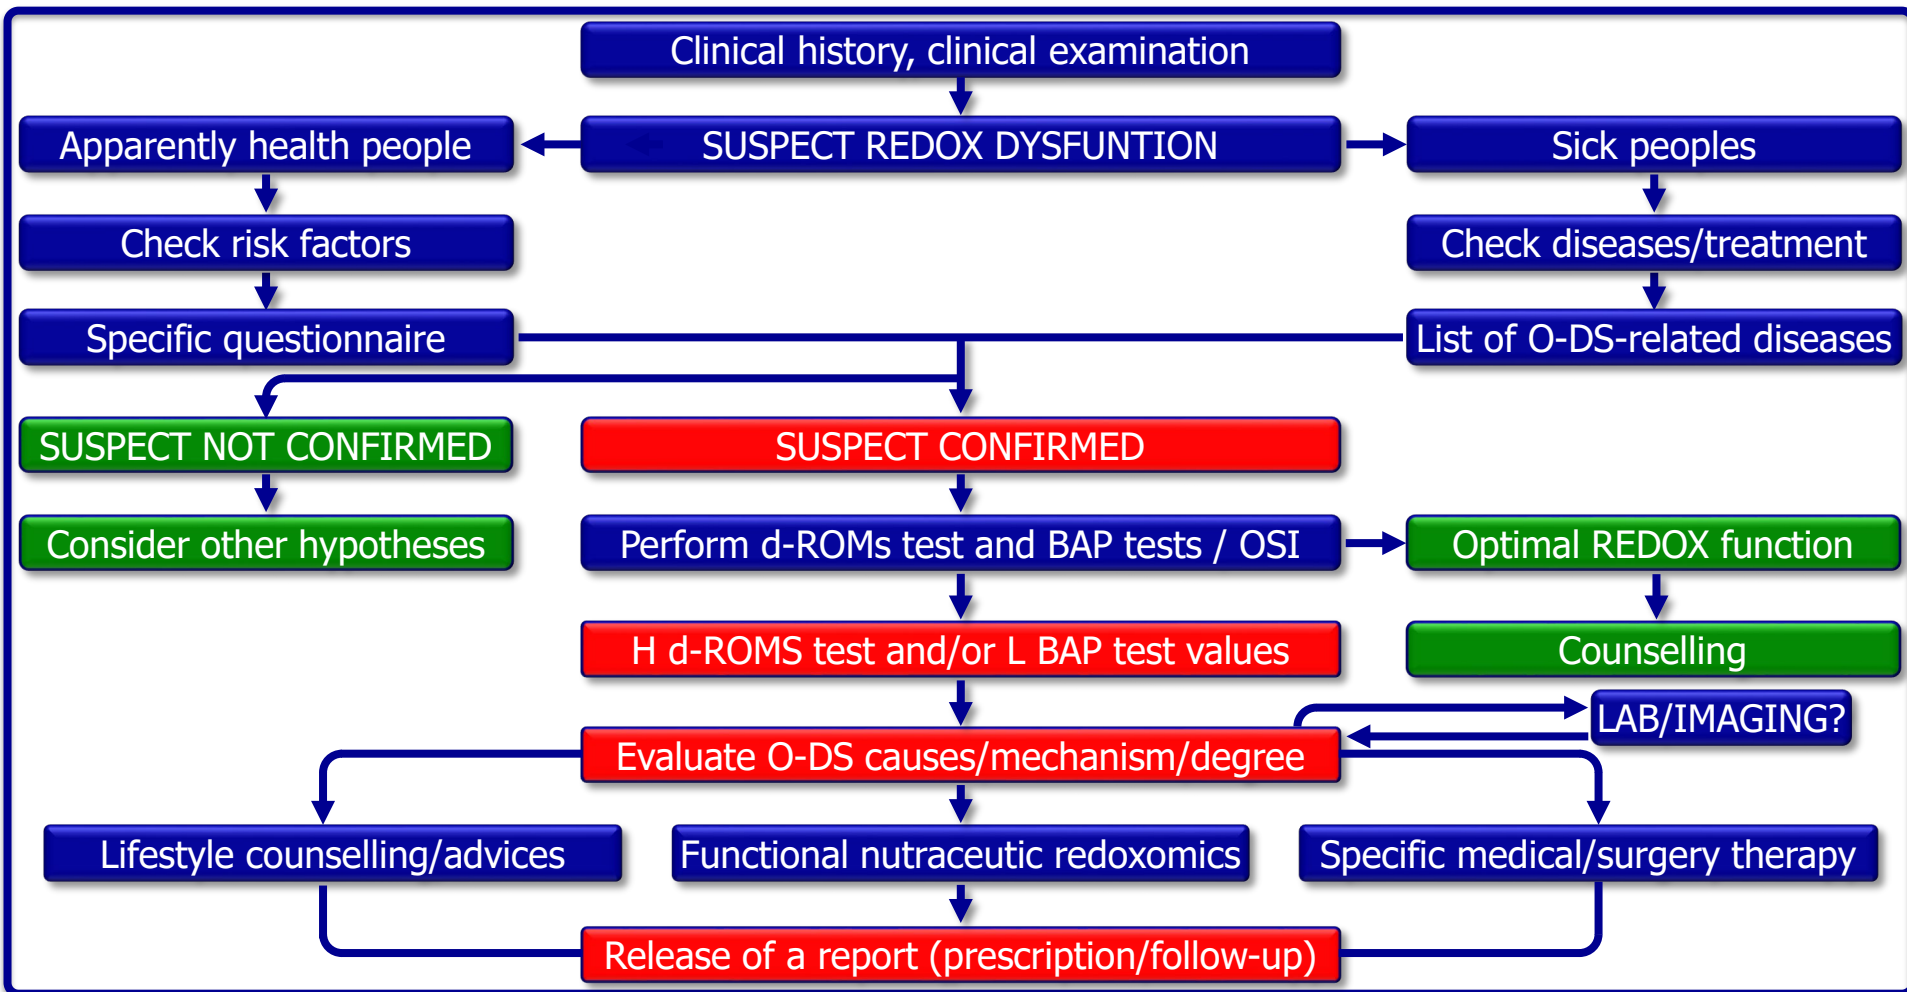 Clinical history, clinical examination
Apparently health people
SUSPECT REDOX DYSFUNTION
Sick peoples
Check risk factors
Check diseases/treatment
Specific questionnaire
List of O-DS-related diseases
SUSPECT NOT CONFIRMED
SUSPECT CONFIRMED
Consider other hypotheses
Perform d-ROMs test and BAP tests / OSI
Optimal REDOX function
H d-ROMS test and/or L BAP test values
Counselling
LAB/IMAGING?
Evaluate O-DS causes/mechanism/degree
Lifestyle counselling/advices
Functional nutraceutic redoxomics
Specific medical/surgery therapy
Release of a report (prescription/follow-up)